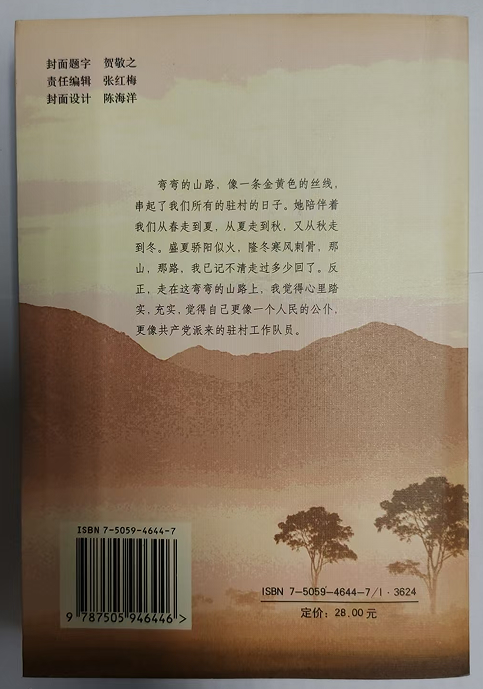 封面题字 贺敬之
责任编辑 张红梅
封面设计 陈海洋
弯弯的山路，像一条金黄色的丝线，
串起了我们所有的驻村的日子。她陪伴着
我们从春走到夏，从夏走到秋，又从秋走
到冬。盛夏骄阳似火，隆冬寒风刺骨，那
山，那路，我已记不清走过多少回了。反
正，走在这弯弯的山路上，我觉得心里踏
实，充实，觉得自己更像一个人民的公仆，
更像共产党派来的驻村工作队员。
ISBN 7-5059-4644-7
9 787505 946446 >
ISBN 7-5059-4644-7/I·3624
定价：28.00元